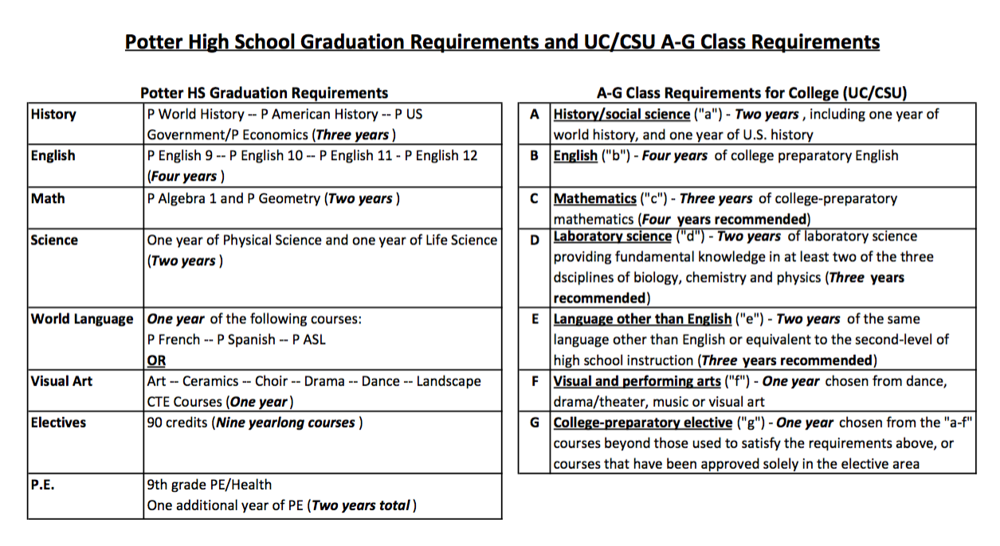 Potter High School Graduation Requirements and UC/CSU A-G Class Requirements
Potter HS Graduation Requirements
History
P World History -- P American History -- P US
Government/P Economics (Three years )
English
P English 9 -- P English 10 -- P English 11 - P English 12
(Four years )
Math
P Algebra 1 and P Geometry (Two years )
Science
One year of Physical Science and one year of Life Science
(Two years )
World Language
One year of the following courses:
P French -- P Spanish -- P ASL
OR
Visual Art
Art -- Ceramics -- Choir -- Drama -- Dance -- Landscape
CTE Courses (One year )
Electives
90 credits (Nine yearlong courses )
P.E.
9th grade PE/Health
One additional year of PE (Two years total )
A-G Class Requirements for College (UC/CSU)
A
History/social science ("a") - Two years , including one year of
world history, and one year of U.S. history
B
English ("b") - Four years of college preparatory English
C
Mathematics ("c") - Three years of college-preparatory
mathematics (Four years recommended)
D
Laboratory science ("d") - Two years of laboratory science
providing fundamental knowledge in at least two of the three
dsciplines of biology, chemistry and physics (Three years
recommended)
E
Language other than English ("e") - Two years of the same
language other than English or equivalent to the second-level of
high school instruction (Three years recommended)
F
Visual and performing arts ("f") - One year chosen from dance,
drama/theater, music or visual art
G
College-preparatory elective ("g") - One year chosen from the "a-f"
courses beyond those used to satisfy the requirements above, or
courses that have been approved solely in the elective area